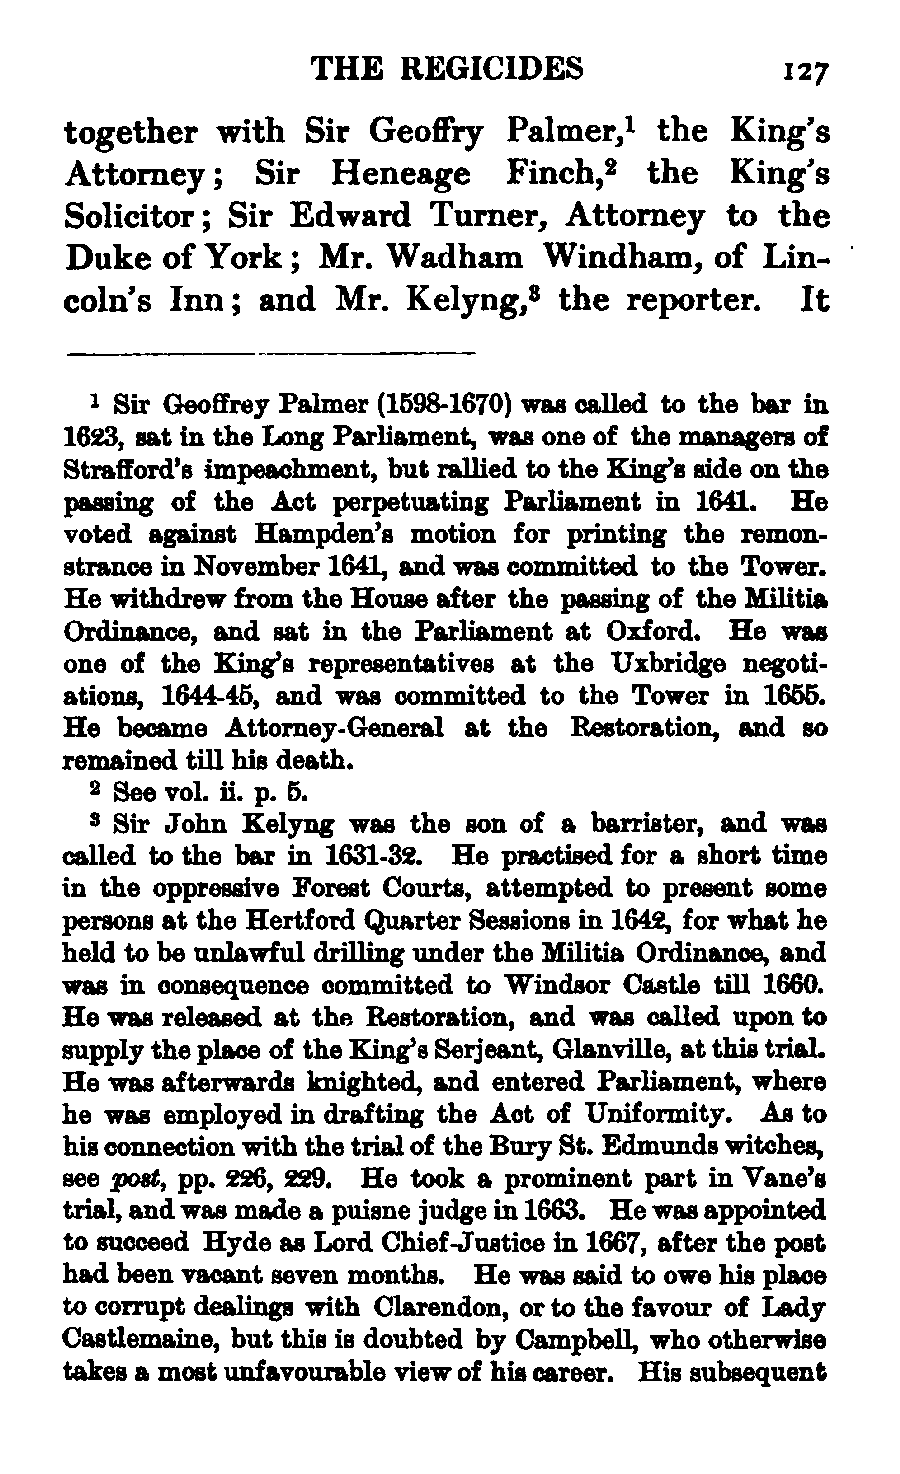 THE REGICIDES 127
together with Sir Geoffry Palmer,¹ the King's
Attorney; Sir Heneage Finch,² the King's
Solicitor; Sir Edward Turner, Attorney to the
Duke of York; Mr. Wadham Windham, of Lin-
coln's Inn; and Mr. Kelyng,³ the reporter. It
¹ Sir Geoffrey Palmer (1598-1670) was called to the bar in
1623, sat in the Long Parliament, was one of the managers of
Strafford's impeachment, but rallied to the King's side on the
passing of the Act perpetuating Parliament in 1641. He
voted against Hampden's motion for printing the remon-
strance in November 1641, and was committed to the Tower.
He withdrew from the House after the passing of the Militia
Ordinance, and sat in the Parliament at Oxford. He was
one of the King's representatives at the Uxbridge negoti-
ations, 1644-45, and was committed to the Tower in 1655.
He became Attorney-General at the Restoration, and so
remained till his death.
² See vol. ii. p. 5.
³ Sir John Kelyng was the son of a barrister, and was
called to the bar in 1631-32. He practised for a short time
in the oppressive Forest Courts, attempted to present some
persons at the Hertford Quarter Sessions in 1642, for what he
held to be unlawful drilling under the Militia Ordinance, and
was in consequence committed to Windsor Castle till 1660.
He was released at the Restoration, and was called upon to
supply the place of the King's Serjeant, Glanville, at this trial.
He was afterwards knighted, and entered Parliament, where
he was employed in drafting the Act of Uniformity. As to
his connection with the trial of the Bury St. Edmunds witches,
see post, pp. 226, 229. He took a prominent part in Vane's
trial, and was made a puisne judge in 1663. He was appointed
to succeed Hyde as Lord Chief-Justice in 1667, after the post
had been vacant seven months. He was said to owe his place
to corrupt dealings with Clarendon, or to the favour of Lady
Castlemaine, but this is doubted by Campbell, who otherwise
takes a most unfavourable view of his career. His subsequent